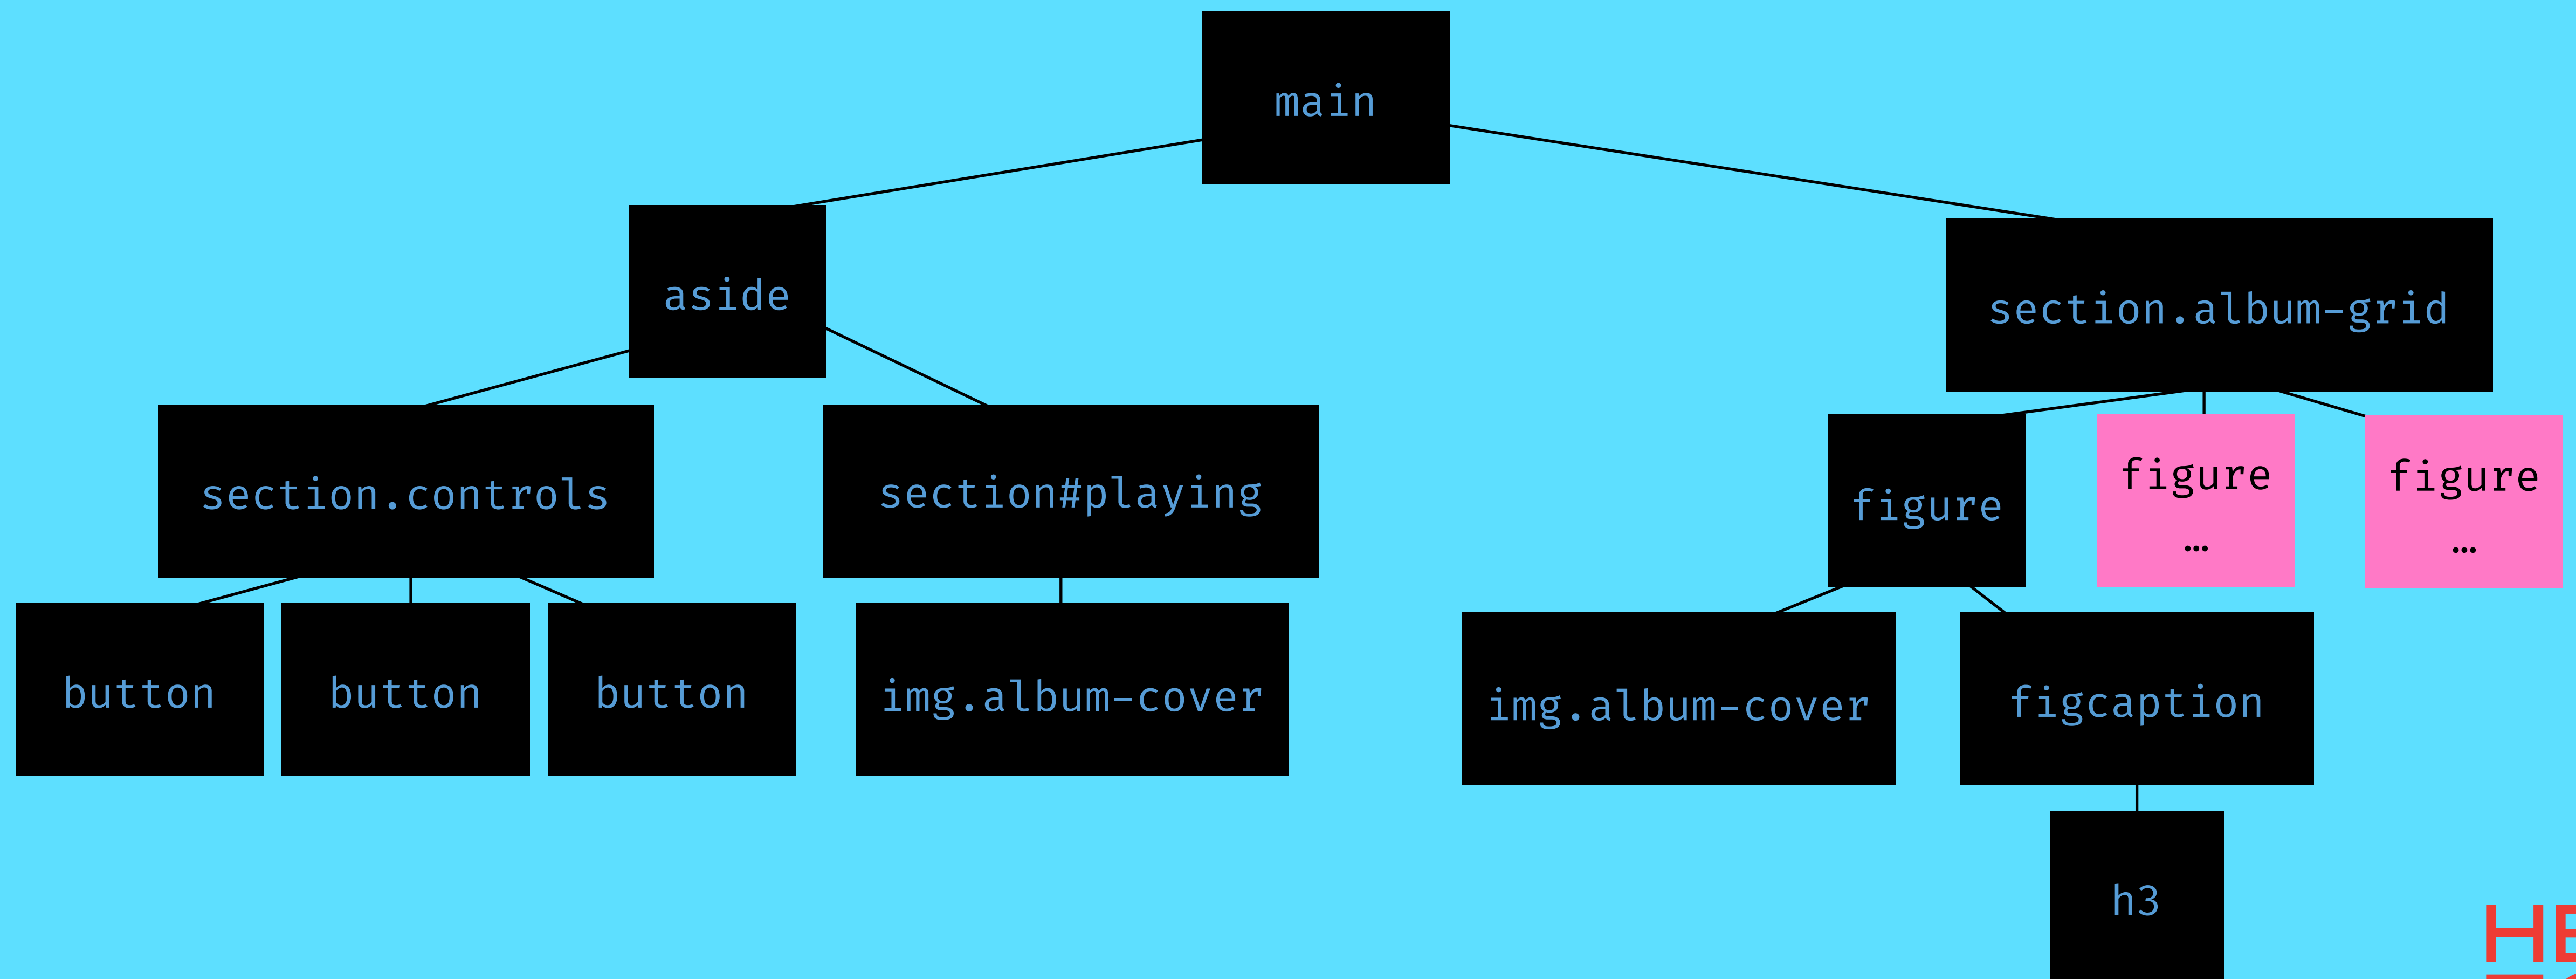 main
aside
section.album-grid
section.controls
section#playing
figure
figure
…
figure
…
button
button
button
img.album-cover
img.album-cover
figcaption
h3